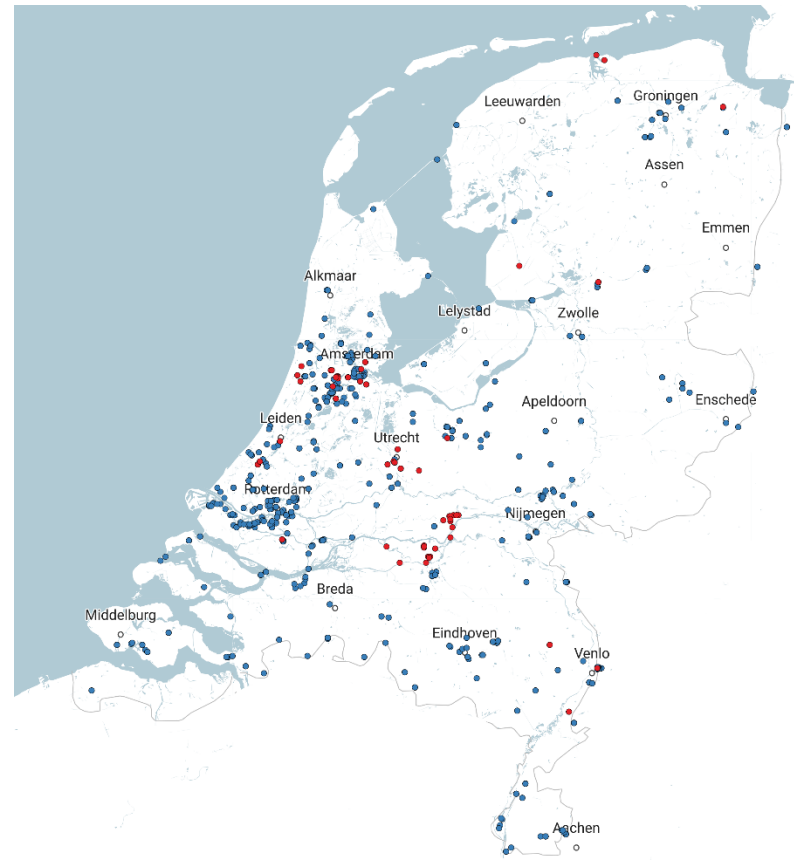 Groningen
Leeuwarden
Assen
Emmen
Alkmaar
Lelystad
Zwolle
Amsterdam
Apeldoorn
Enschede
Leiden
Utrecht
Rotterdam
Nijmegen
Breda
Middelburg
Eindhoven
Venlo
Aachen